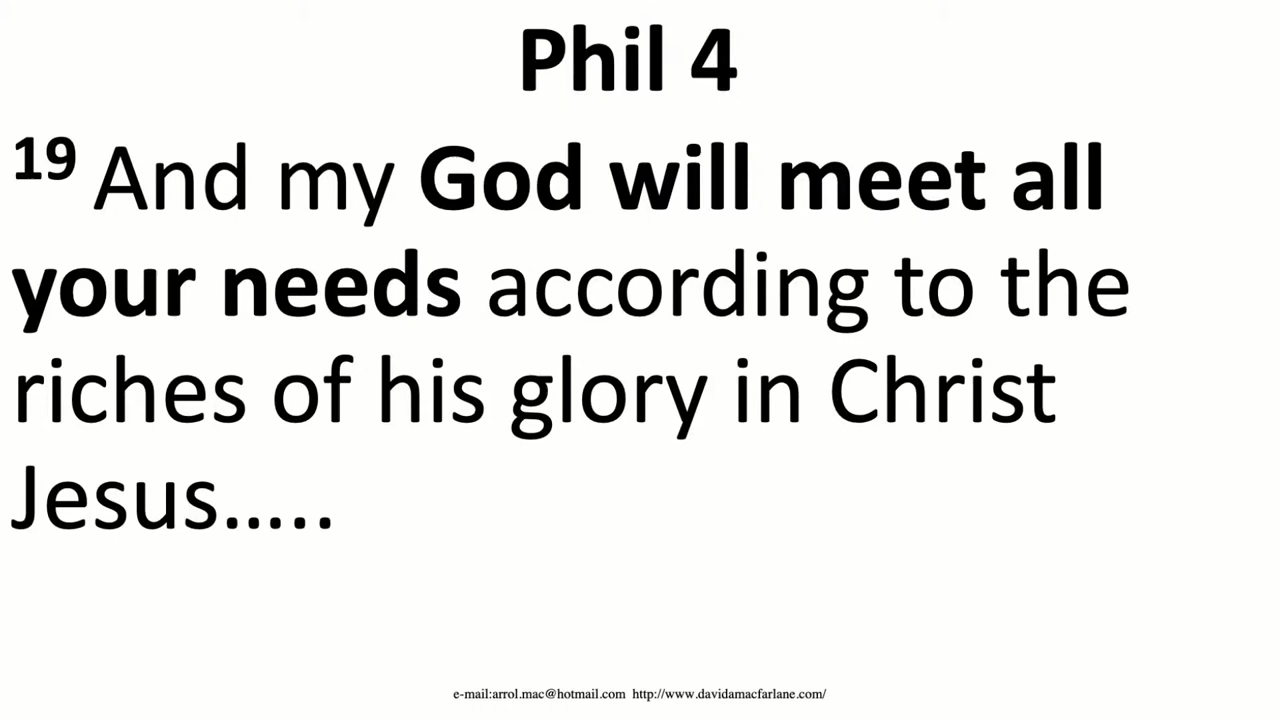 Phil 4
19 And my God will meet all
your needs according to the
riches of his glory in Christ
Jesus…..
e-mail:arrol.mac@hotmail.com http://www.davidamacfarlane.com/